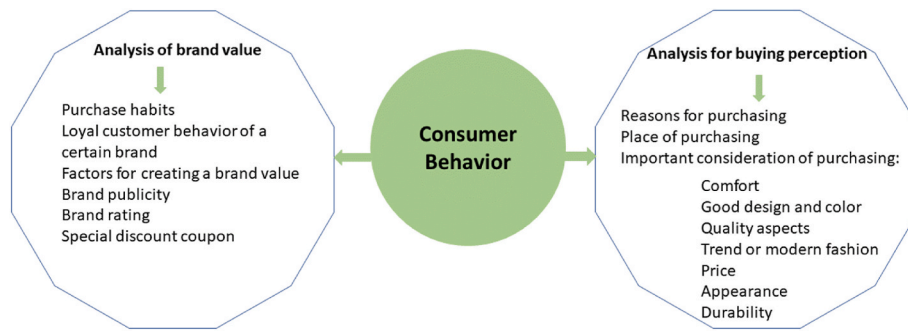 Analysis of brand value
Purchase habits
Loyal customer behavior of a
certain brand
Factors for creating a brand value
Brand publicity
Brand rating
Special discount coupon
Consumer
Behavior
Analysis for buying perception
Reasons for purchasing
Place of purchasing
Important consideration of purchasing:
Comfort
Good design and color
Quality aspects
Trend or modern fashion
Price
Appearance
Durability